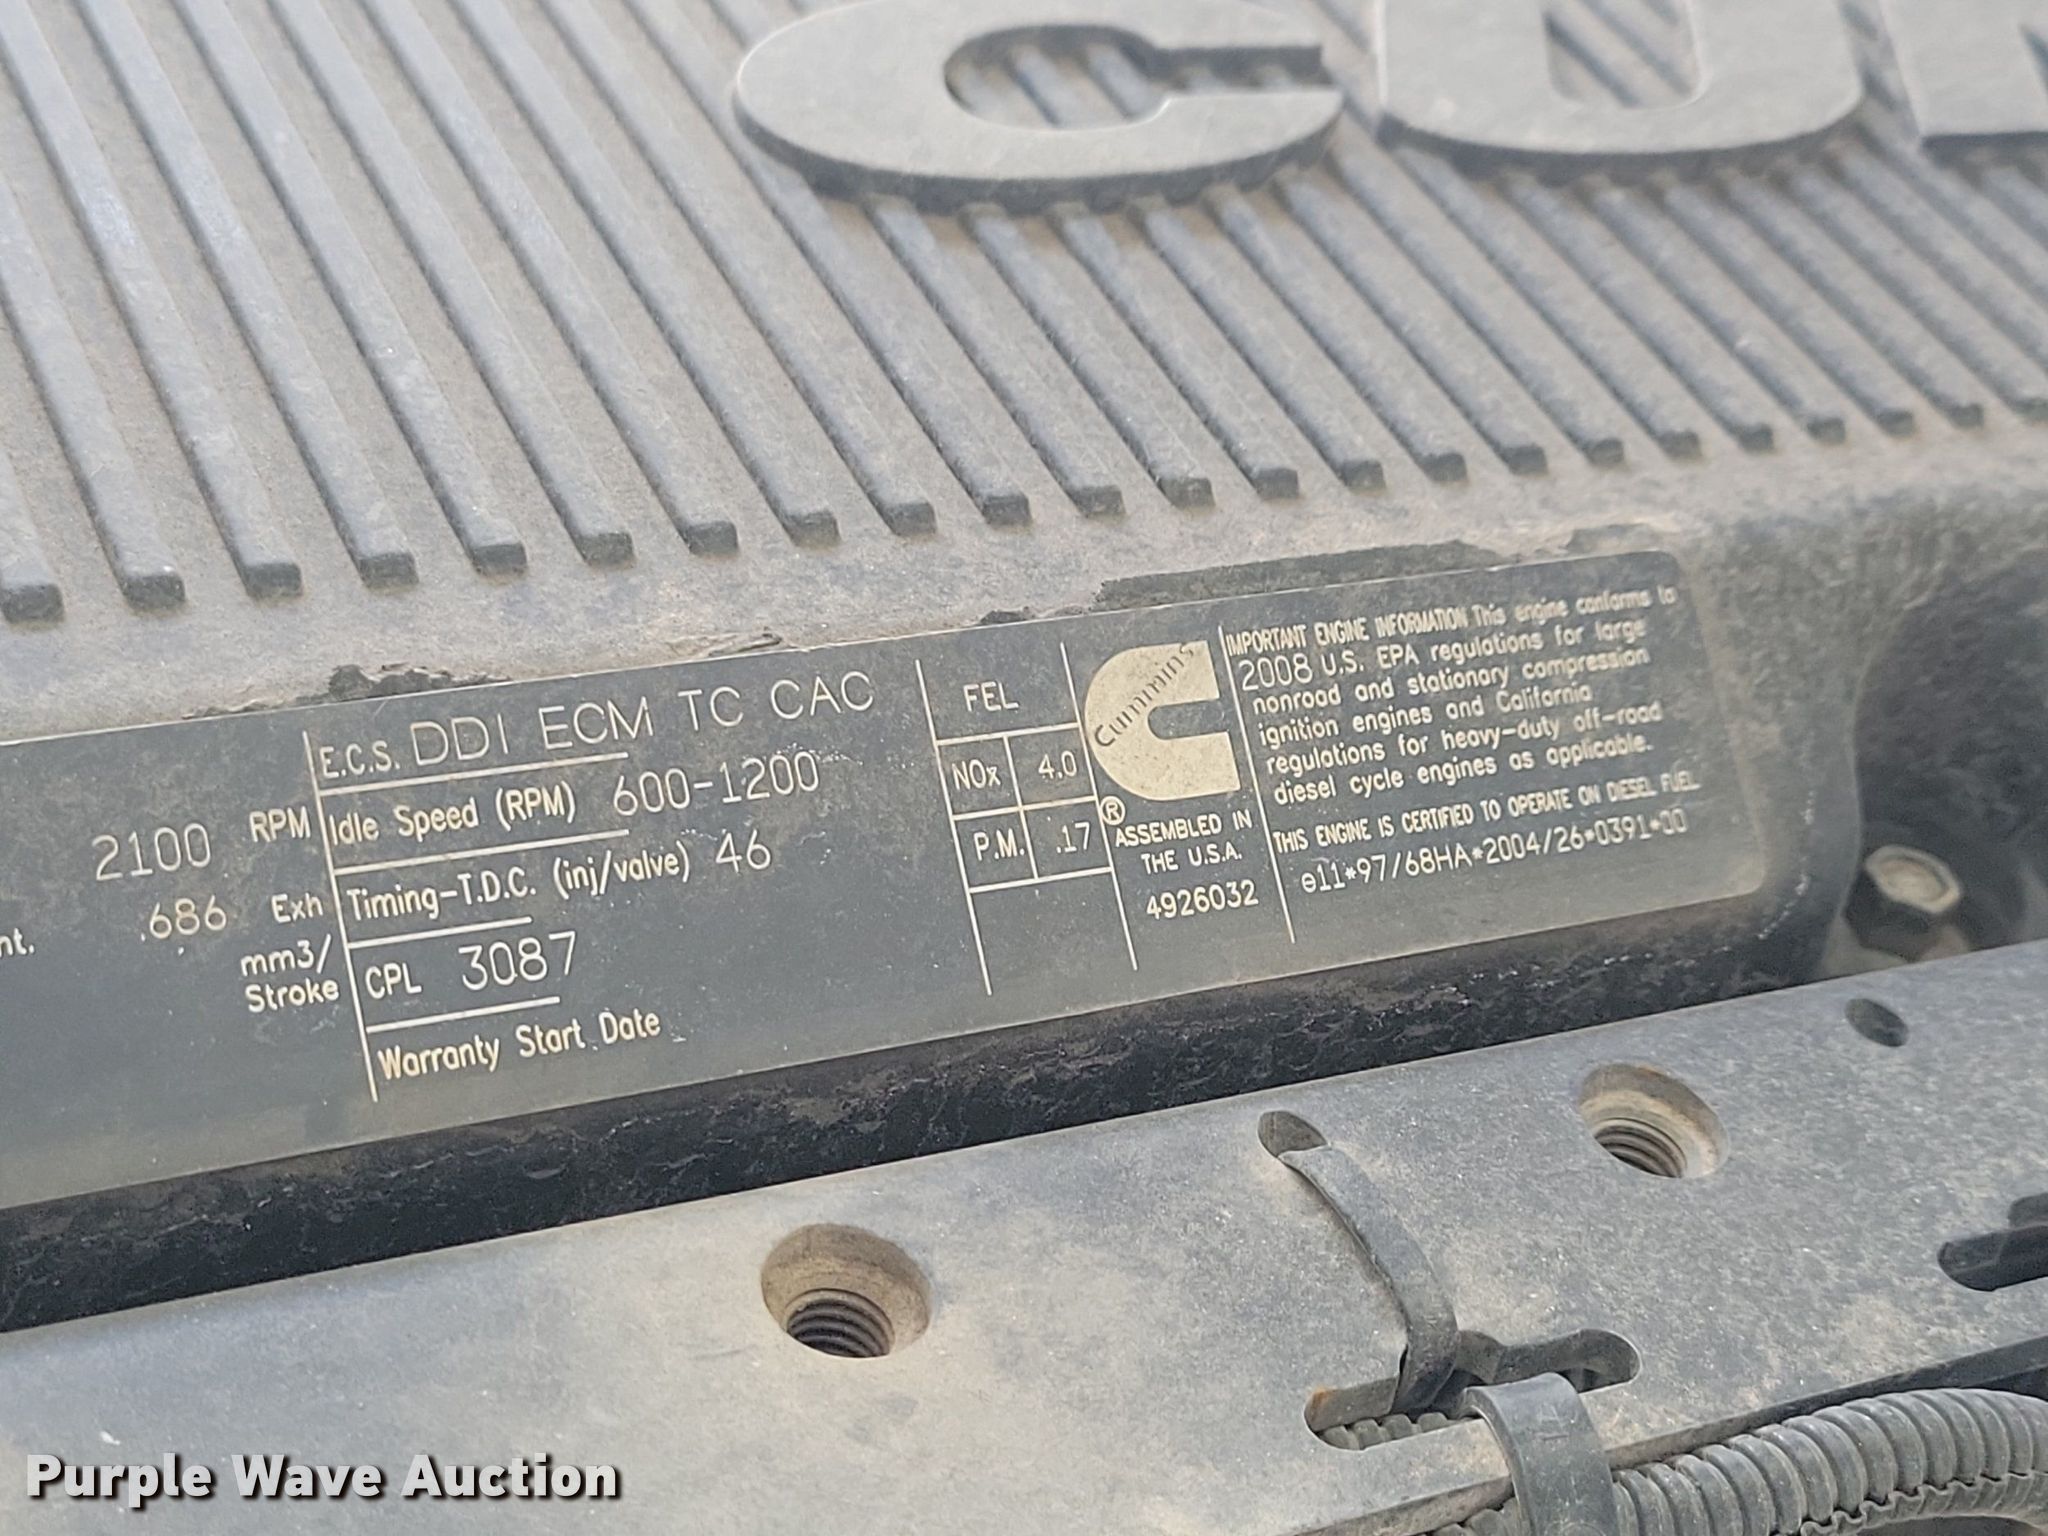 CU
2100 RPM
nt. .686 Exh
mm3/
Stroke
E.C.S. DDI ECM TC CAC
Idle Speed (RPM) 600-1200
Timing-T.D.C. (inj/valve) 46
CPL 3087
Warranty Start Date
FEL
NOx 4.0
P.M. .17
Cummins
®
ASSEMBLED IN
THE U.S.A.
4926032
IMPORTANT ENGINE INFORMATION This engine conforms to
2008 U.S. EPA regulations for large
nonroad and stationary compression
ignition engines and California
regulations for heavy-duty off-road
diesel cycle engines as applicable.
THIS ENGINE IS CERTIFIED TO OPERATE ON DIESEL FUEL
e11*97/68HA*2004/26*0391*00
Purple Wave Auction